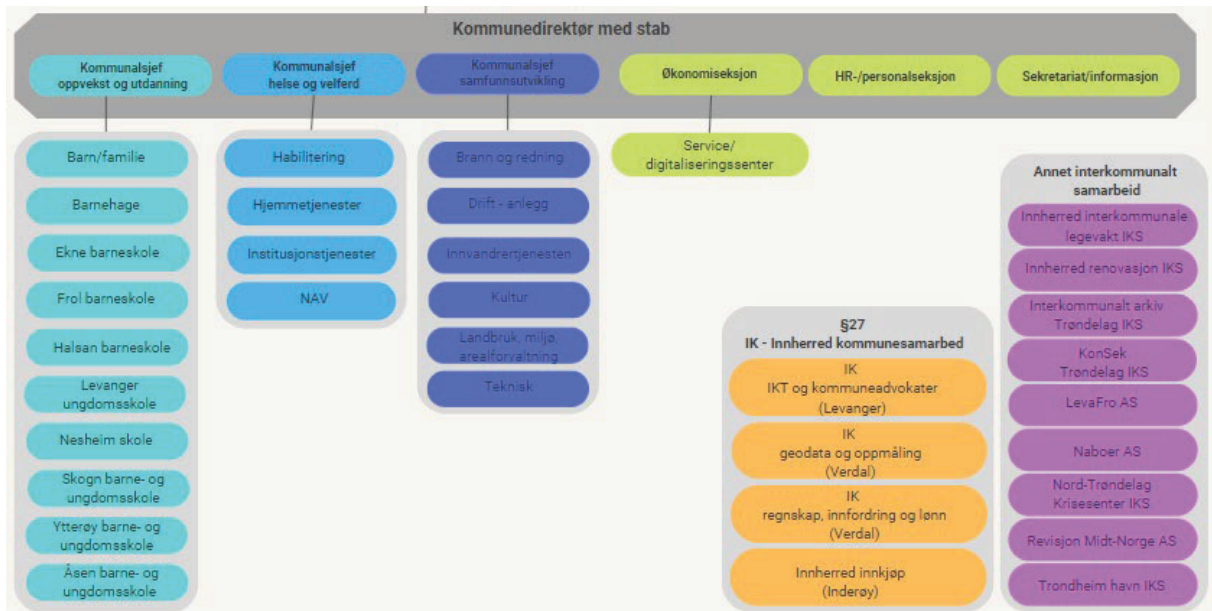 Kommunedirektør med stab
Kommunalsjef
oppvekst og utdanning
Kommunalsjef
helse og velferd
Kommunalsjef
samfunnsutvikling
Økonomiseksjon
HR-/personalseksjon
Sekretariat/informasjon
Barn/familie
Barnehage
Ekne barneskole
Frol barneskole
Halsan barneskole
Levanger
ungdomsskole
Nesheim skole
Skogn barne- og
ungdomsskole
Ytterøy barne- og
ungdomsskole
Åsen barne- og
ungdomsskole
Habilitering
Hjemmetjenester
Institusjonstjenester
NAV
Brann og redning
Drift - anlegg
Innvandrertjenesten
Kultur
Landbruk, miljø,
arealforvaltning
Teknisk
Service/
digitaliseringssenter
§27
IK - Innherred kommunesamarbed
IK
IKT og kommuneadvokater
(Levanger)
IK
geodata og oppmåling
(Verdal)
IK
regnskap, innfordring og lønn
(Verdal)
Innherred innkjøp
(Inderøy)
Annet interkommunalt
samarbeid
Innherred interkommunale
legevakt IKS
Innherred renovasjon IKS
Interkommunalt arkiv
Trøndelag IKS
KonSek
Trøndelag IKS
LevaFro AS
Naboer AS
Nord-Trøndelag
Krisesenter IKS
Revisjon Midt-Norge AS
Trondheim havn IKS